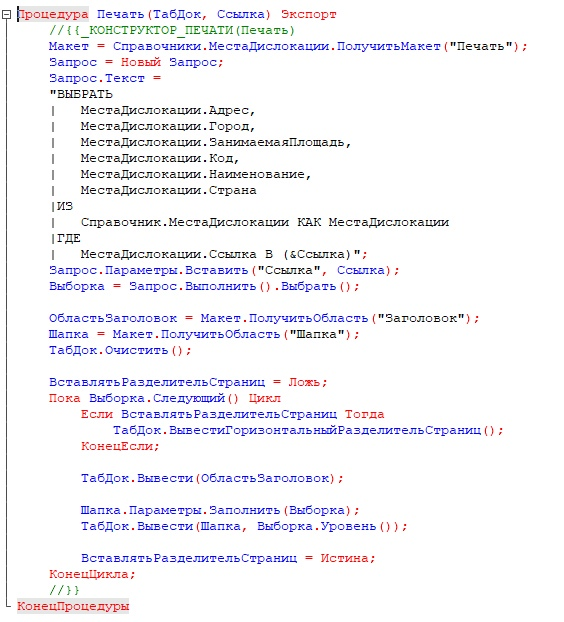 Процедура Печать(ТабДок, Ссылка) Экспорт
//{{_КОНСТРУКТОР_ПЕЧАТИ(Печать)
Макет = Справочники.МестаДислокации.ПолучитьМакет("Печать");
Запрос = Новый Запрос;
Запрос.Текст =
"ВЫБРАТЬ
|   МестаДислокации.Адрес,
|   МестаДислокации.Город,
|   МестаДислокации.ЗанимаемаяПлощадь,
|   МестаДислокации.Код,
|   МестаДислокации.Наименование,
|   МестаДислокации.Страна
|ИЗ
|   Справочник.МестаДислокации КАК МестаДислокации
|ГДЕ
|   МестаДислокации.Ссылка В (&Ссылка)";
Запрос.Параметры.Вставить("Ссылка", Ссылка);
Выборка = Запрос.Выполнить().Выбрать();
ОбластьЗаголовок = Макет.ПолучитьОбласть("Заголовок");
Шапка = Макет.ПолучитьОбласть("Шапка");
ТабДок.Очистить();
ВставлятьРазделительСтраниц = Ложь;
Пока Выборка.Следующий() Цикл
Если ВставлятьРазделительСтраниц Тогда
ТабДок.ВывестиГоризонтальныйРазделительСтраниц();
КонецЕсли;
ТабДок.Вывести(ОбластьЗаголовок);
Шапка.Параметры.Заполнить(Выборка);
ТабДок.Вывести(Шапка, Выборка.Уровень());
ВставлятьРазделительСтраниц = Истина;
КонецЦикла;
//}}
КонецПроцедуры